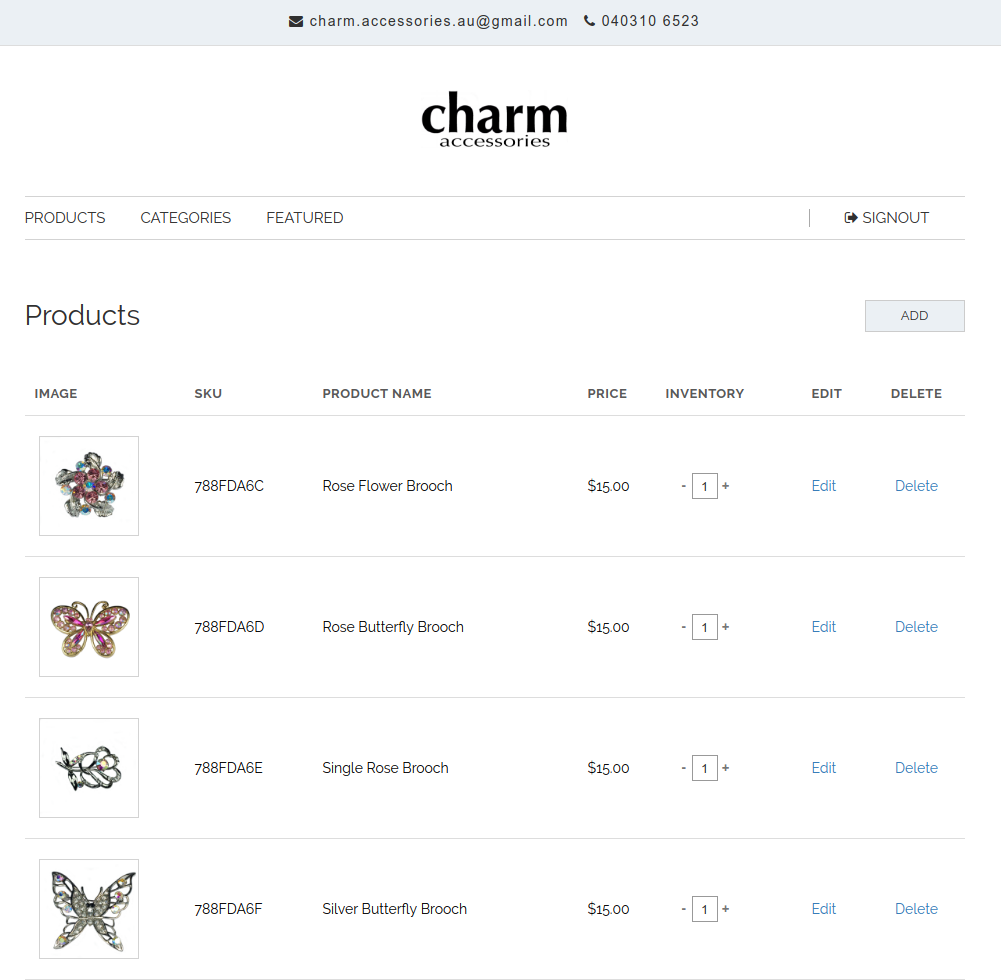 charm.accessories.au@gmail.com 040310 6523
charm
accessories
PRODUCTS CATEGORIES FEATURED SIGNOUT
Products ADD
IMAGE SKU PRODUCT NAME PRICE INVENTORY EDIT DELETE
788FDA6C Rose Flower Brooch $15.00 - 1 + Edit Delete
788FDA6D Rose Butterfly Brooch $15.00 - 1 + Edit Delete
788FDA6E Single Rose Brooch $15.00 - 1 + Edit Delete
788FDA6F Silver Butterfly Brooch $15.00 - 1 + Edit Delete